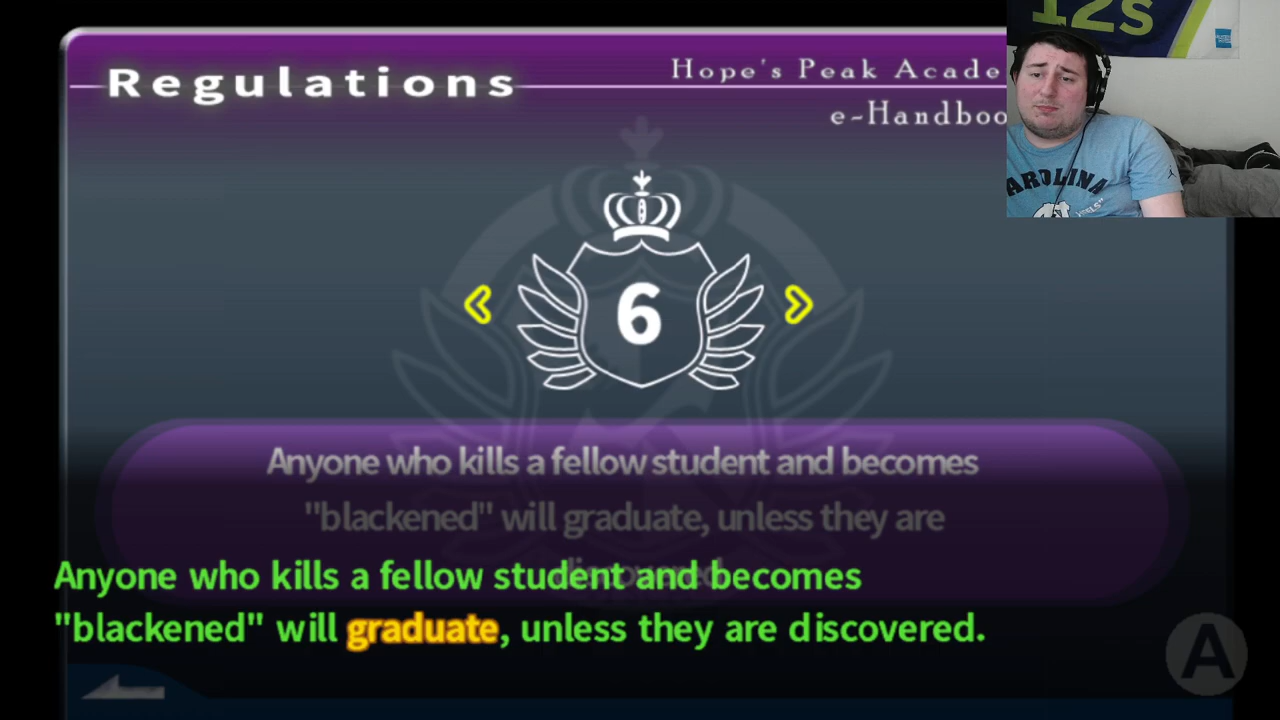 12s
Regulations
Hope's Peak Acade
e-Handboo
6
Anyone who kills a fellow student and becomes
"blackened" will graduate, unless they are
discovered.
Anyone who kills a fellow student and becomes
"blackened" will graduate, unless they are discovered.
A
AROLINA